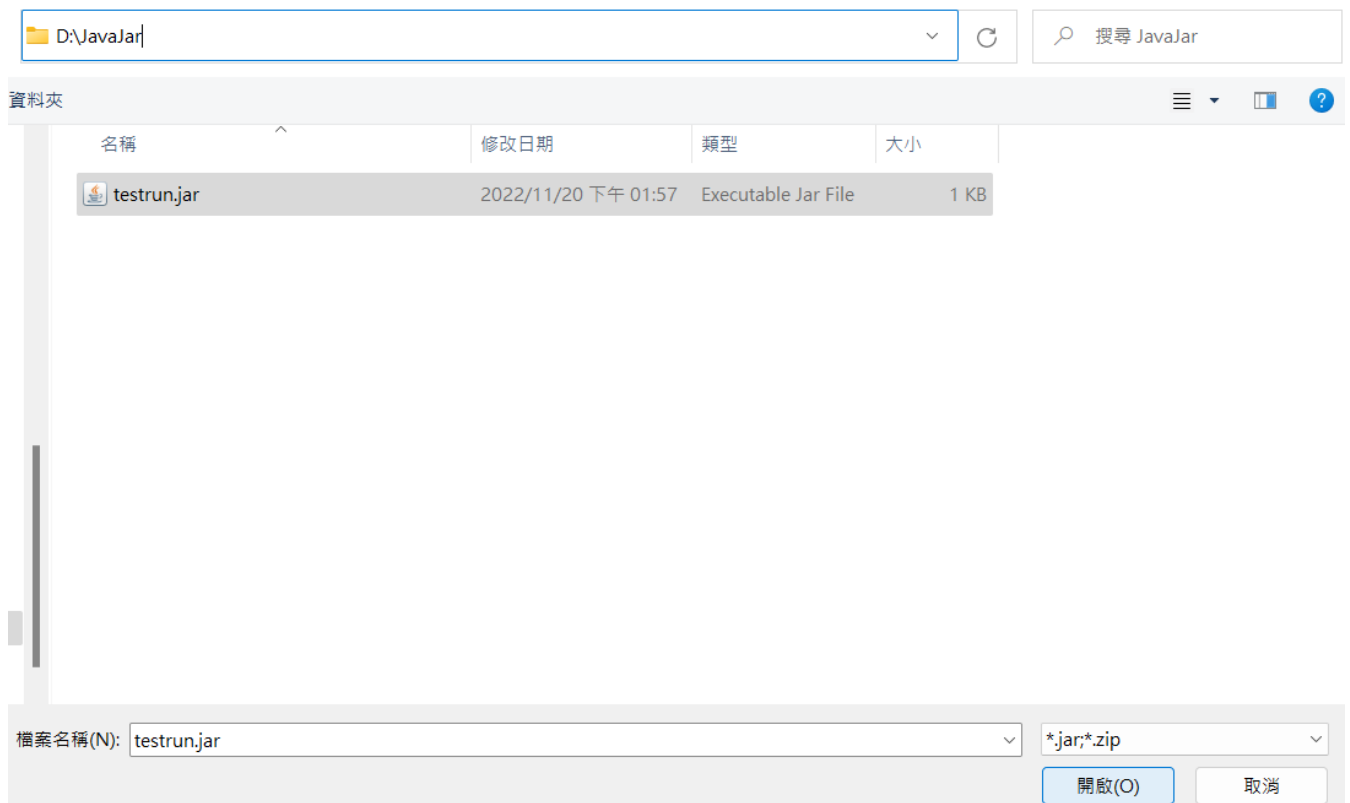 D:\JavaJar
搜尋 JavaJar
資料夾
?
名稱 修改日期 類型 大小
testrun.jar 2022/11/20 下午 01:57 Executable Jar File 1 KB
檔案名稱(N): testrun.jar *.jar;*.zip
開啟(O) 取消